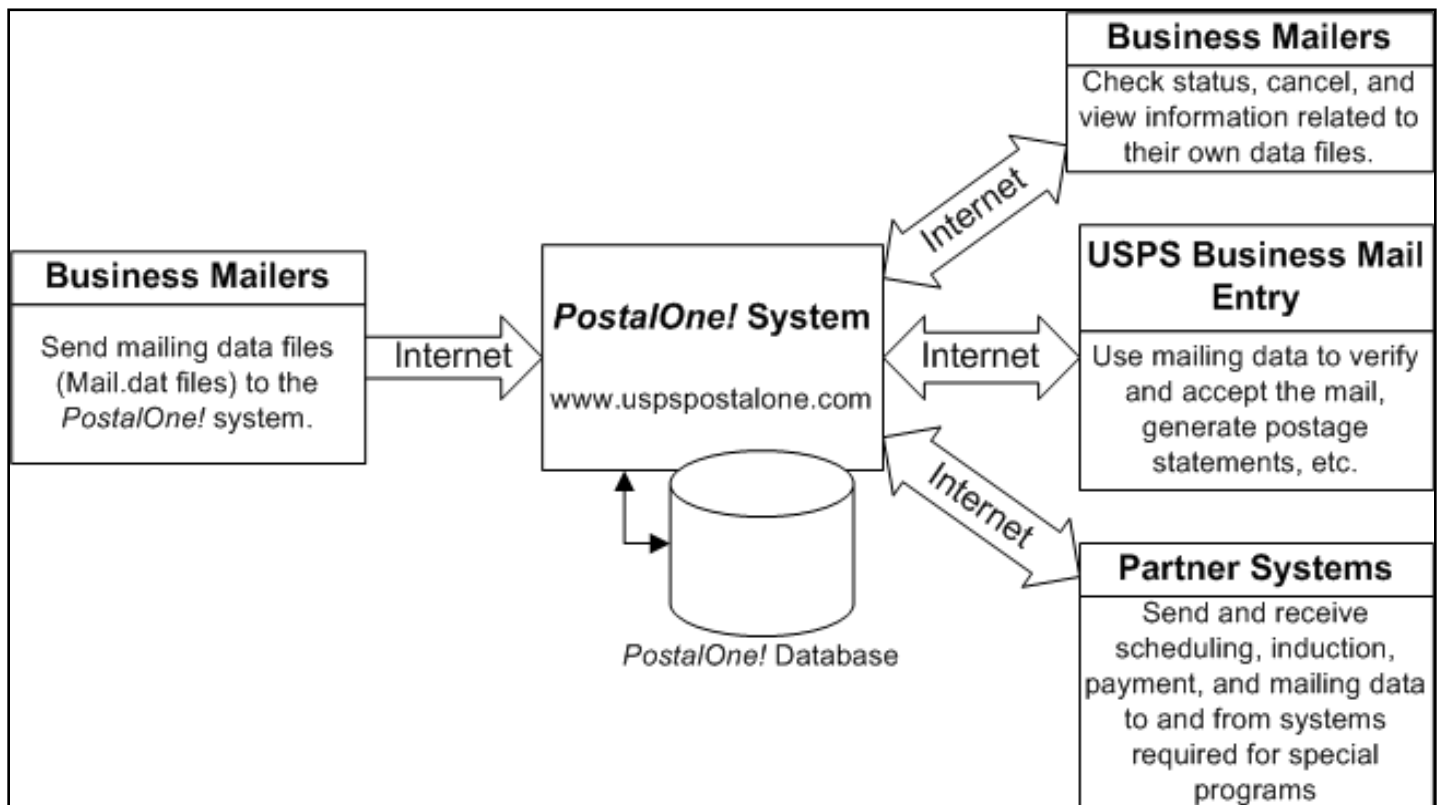 Business Mailers
Send mailing data files
(Mail.dat files) to the
PostalOne! system.
Internet
PostalOne! System
www.uspspostalone.com
PostalOne! Database
Internet
Business Mailers
Check status, cancel, and
view information related to
their own data files.
Internet
USPS Business Mail
Entry
Use mailing data to verify
and accept the mail,
generate postage
statements, etc.
Internet
Partner Systems
Send and receive
scheduling, induction,
payment, and mailing data
to and from systems
required for special
programs